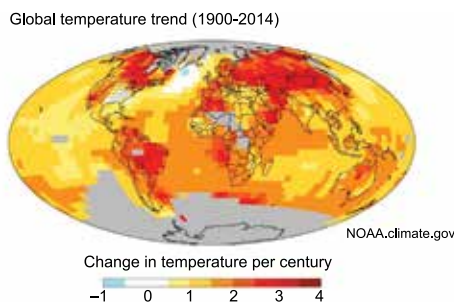 Global temperature trend (1900-2014)
NOAA.climate.gov
Change in temperature per century
–1 0 1 2 3 4